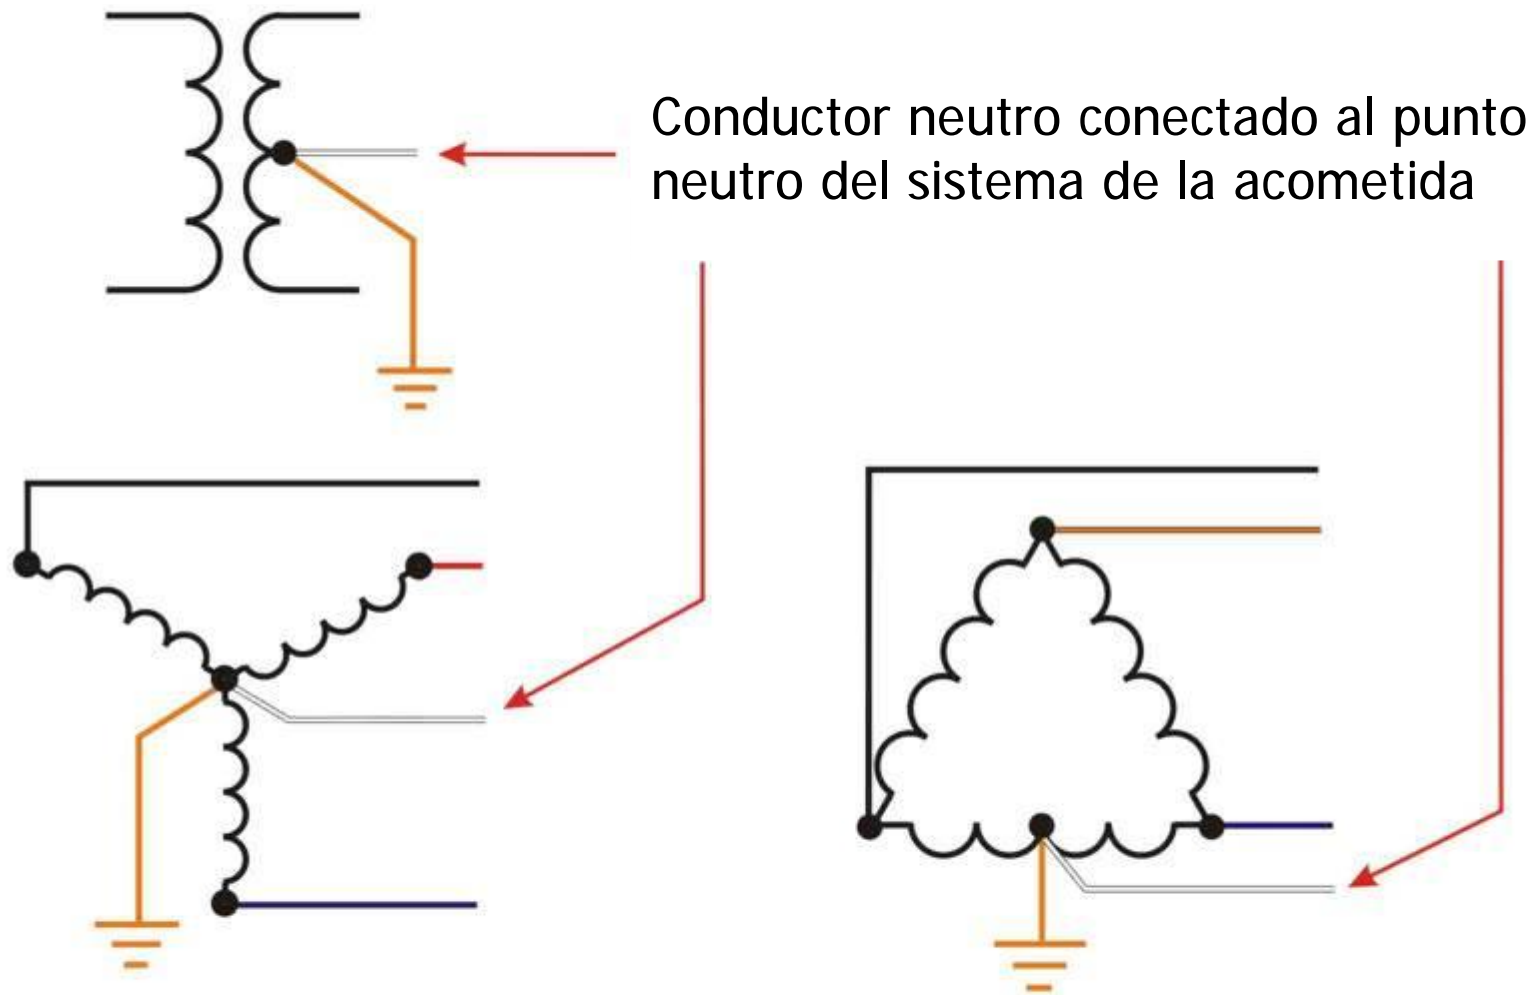 Conductor neutro conectado al punto
neutro del sistema de la acometida